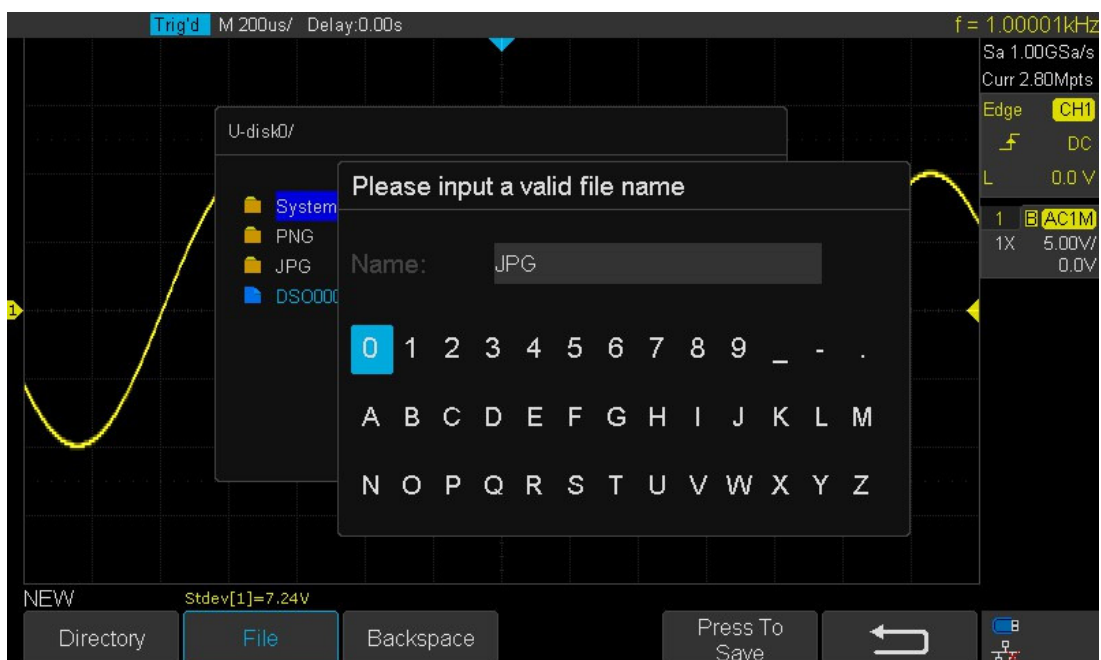 Trig'd M 200us/ Delay:0.00s f = 1.00001kHz
Sa 1.00GSa/s
Curr 2.80Mpts
Edge CH1
DC
L 0.0 V
1 B AC1M
1X 5.00V/
0.0V
U-disk0/
System
PNG
JPG
DSO000
Please input a valid file name
Name: JPG
0 1 2 3 4 5 6 7 8 9 _ - .
A B C D E F G H I J K L M
N O P Q R S T U V W X Y Z
1
NEW Stdev[1]=7.24V
Directory File Backspace Press To
Save